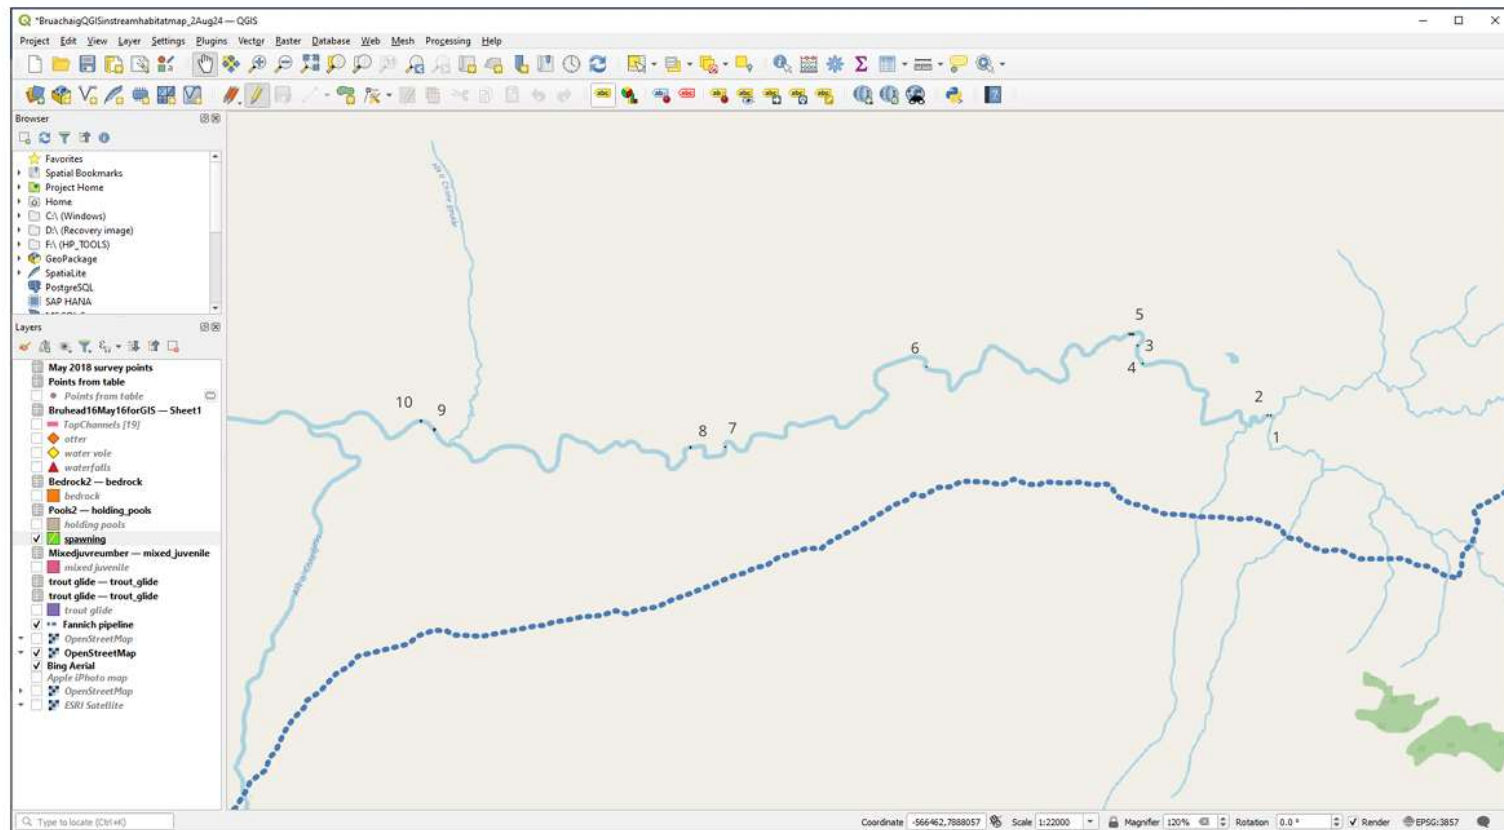 *BruachaigQGISinstreamhabitatmap_2Aug24 — QGIS
Project Edit View Layer Settings Plugins Vector Raster Database Web Mesh Processing Help
Browser
Favorites
Spatial Bookmarks
Project Home
Home
C:\ (Windows)
D:\ (Recovery image)
F:\ (HP_TOOLS)
GeoPackage
SpatiaLite
PostgreSQL
SAP HANA
Layers
May 2018 survey points
Points from table
Points from table
Bruhead16May16forGIS — Sheet1
TopChannels [19]
otter
water vole
waterfalls
Bedrock2 — bedrock
bedrock
Pools2 — holding_pools
holding pools
spawning
Mixedjuvreumber — mixed_juvenile
mixed juvenile
trout glide — trout_glide
trout glide — trout_glide
trout glide
Fannich pipeline
OpenStreetMap
OpenStreetMap
Bing Aerial
Apple iPhoto map
OpenStreetMap
ESRI Satellite
5
3
6
4
2
10
9
8
7
1
Type to locate (Ctrl+K)
Coordinate -566462,7888057 Scale 1:22000 Magnifier 120% Rotation 0.0 ° Render EPSG:3857